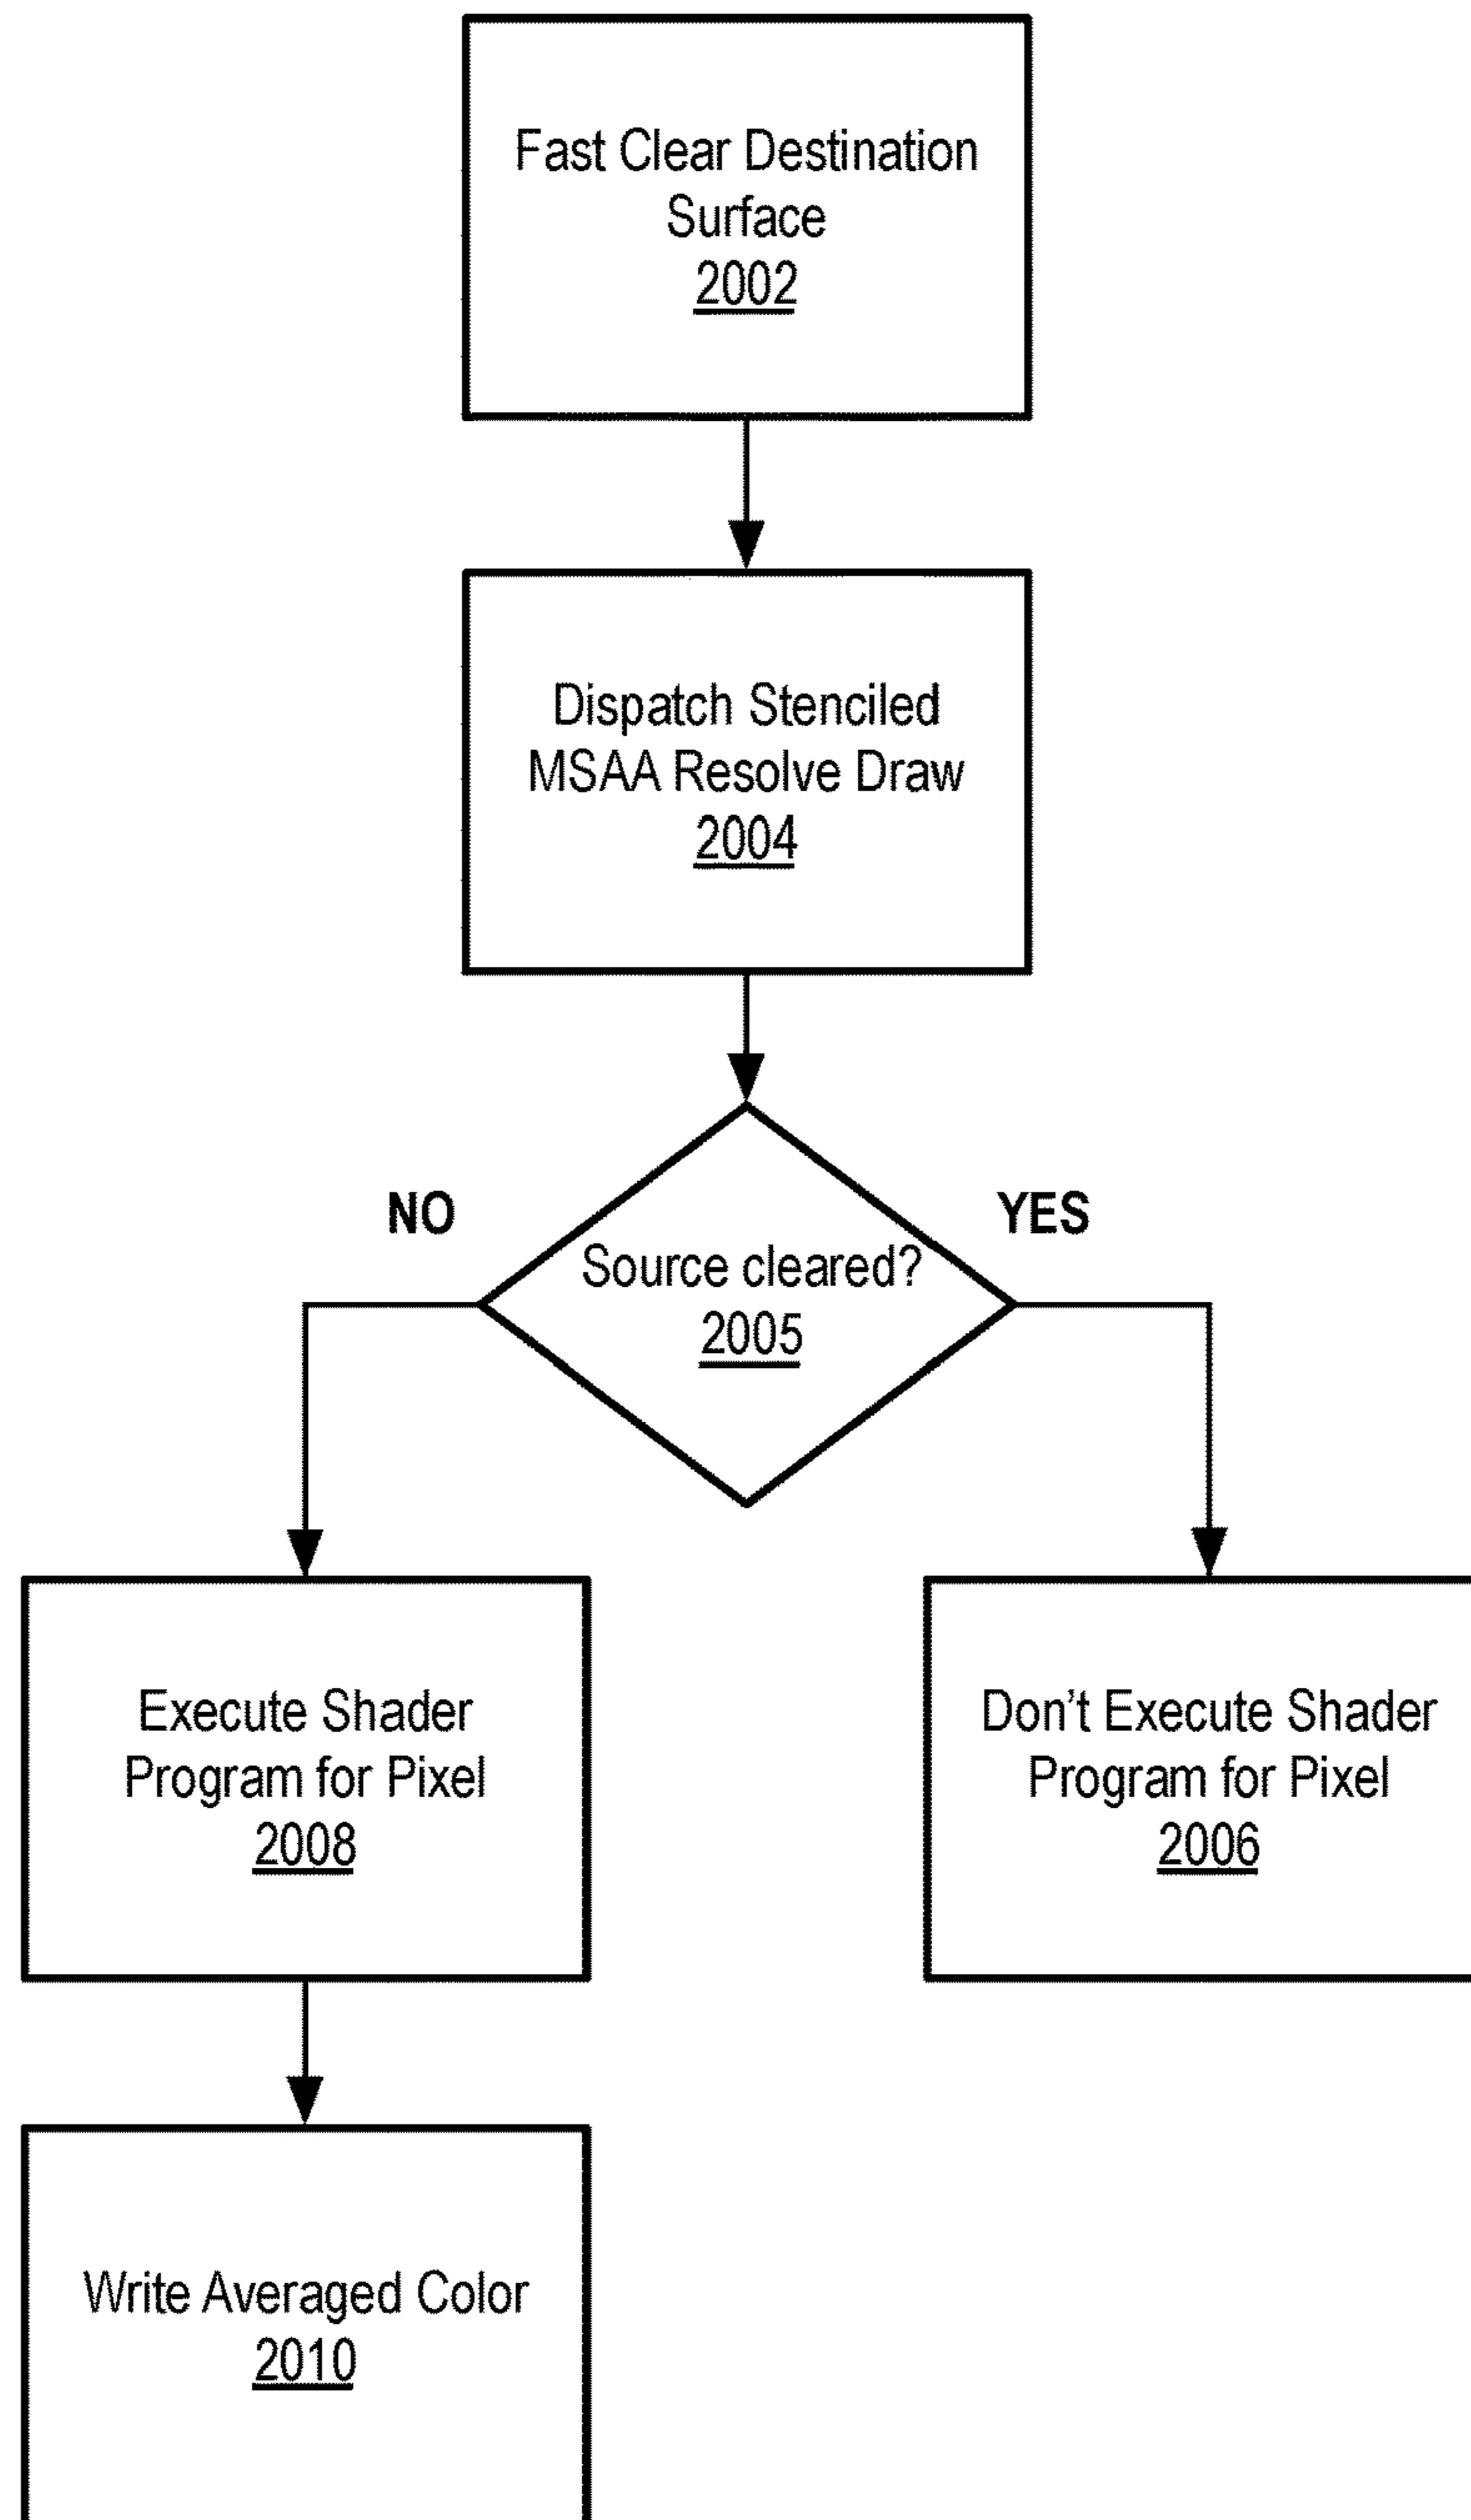 Fast Clear Destination
Surface
2002
Dispatch Stenciled
MSAA Resolve Draw
2004
NO
YES
Source cleared?
2005
Execute Shader
Program for Pixel
2008
Don't Execute Shader
Program for Pixel
2006
Write Averaged Color
2010